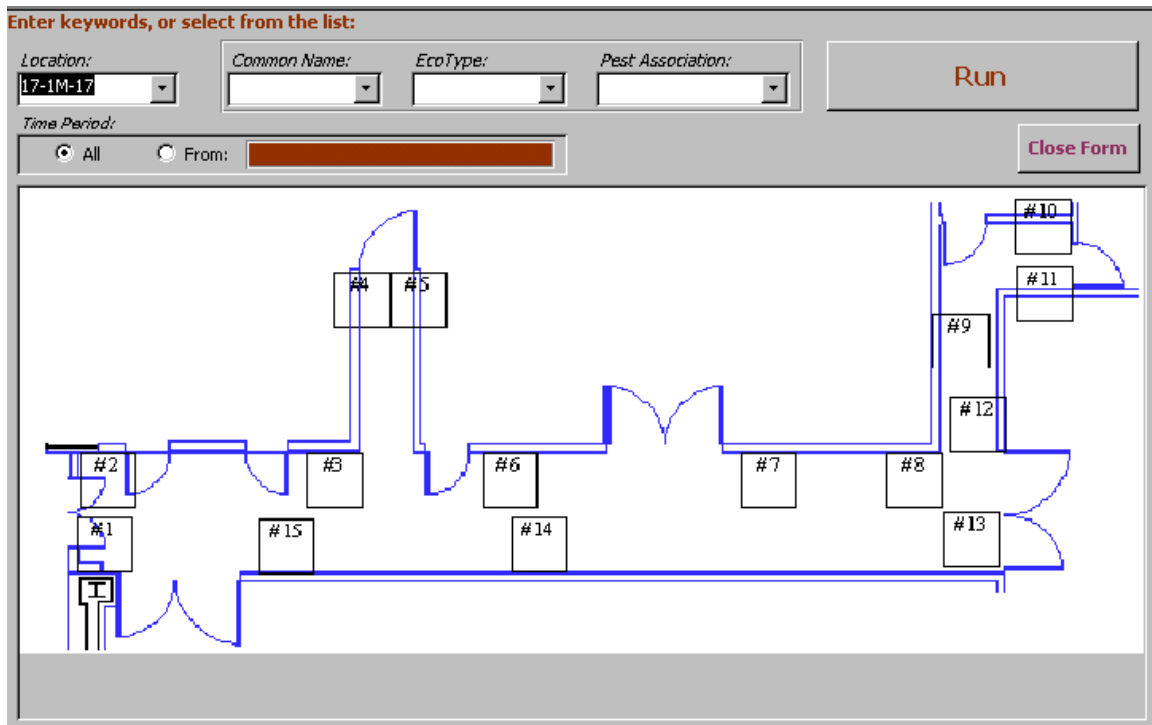 Enter keywords, or select from the list:
Location: Common Name: EcoType: Pest Association:
17-1M-17
Run
Time Period:
All From:
Close Form
#10
#4 #5 #11
#9
#12
#2 #3 #6 #7 #8
#1 #15 #14 #13
I